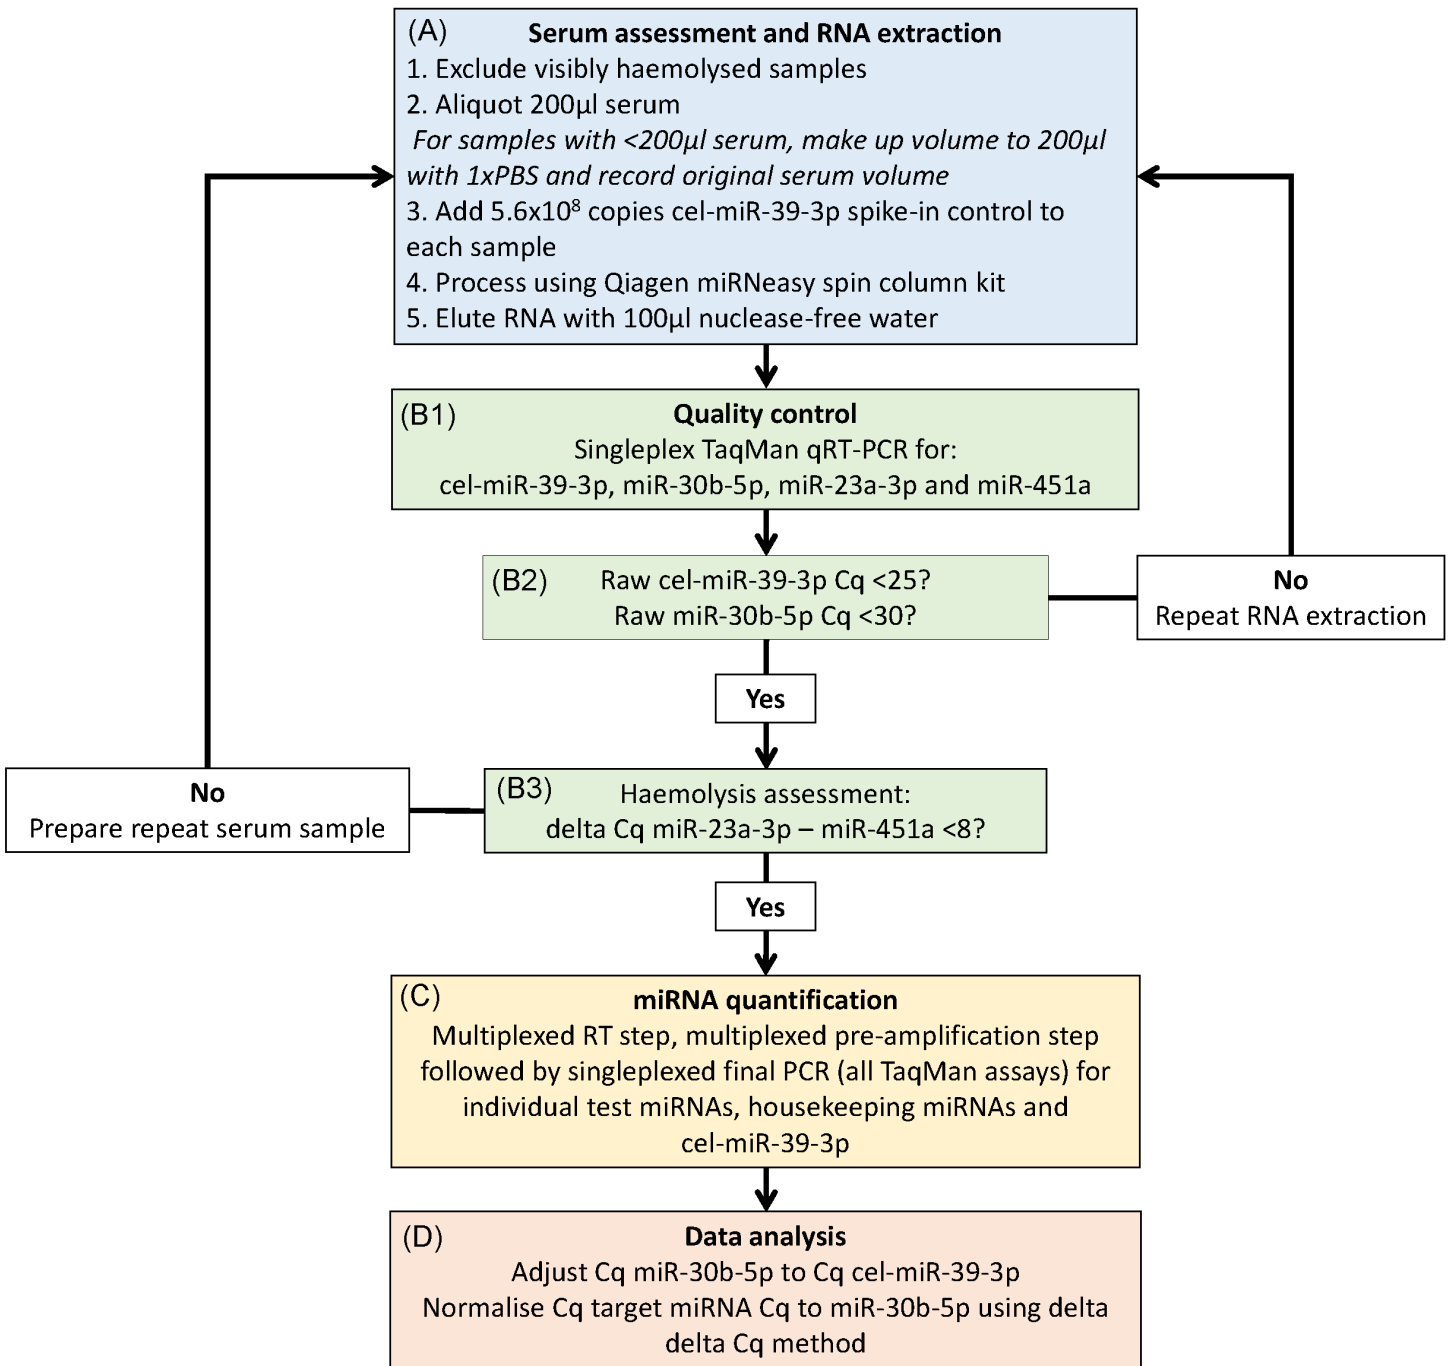 (A) Serum assessment and RNA extraction
1. Exclude visibly haemolysed samples
2. Aliquot 200µl serum
For samples with <200µl serum, make up volume to 200µl
with 1xPBS and record original serum volume
3. Add 5.6x10⁸ copies cel-miR-39-3p spike-in control to
each sample
4. Process using Qiagen miRNeasy spin column kit
5. Elute RNA with 100µl nuclease-free water
(B1) Quality control
Singleplex TaqMan qRT-PCR for:
cel-miR-39-3p, miR-30b-5p, miR-23a-3p and miR-451a
(B2) Raw cel-miR-39-3p Cq <25?
Raw miR-30b-5p Cq <30?
No
Repeat RNA extraction
Yes
(B3) Haemolysis assessment:
delta Cq miR-23a-3p – miR-451a <8?
No
Prepare repeat serum sample
Yes
(C) miRNA quantification
Multiplexed RT step, multiplexed pre-amplification step
followed by singleplexed final PCR (all TaqMan assays) for
individual test miRNAs, housekeeping miRNAs and
cel-miR-39-3p
(D) Data analysis
Adjust Cq miR-30b-5p to Cq cel-miR-39-3p
Normalise Cq target miRNA Cq to miR-30b-5p using delta
delta Cq method